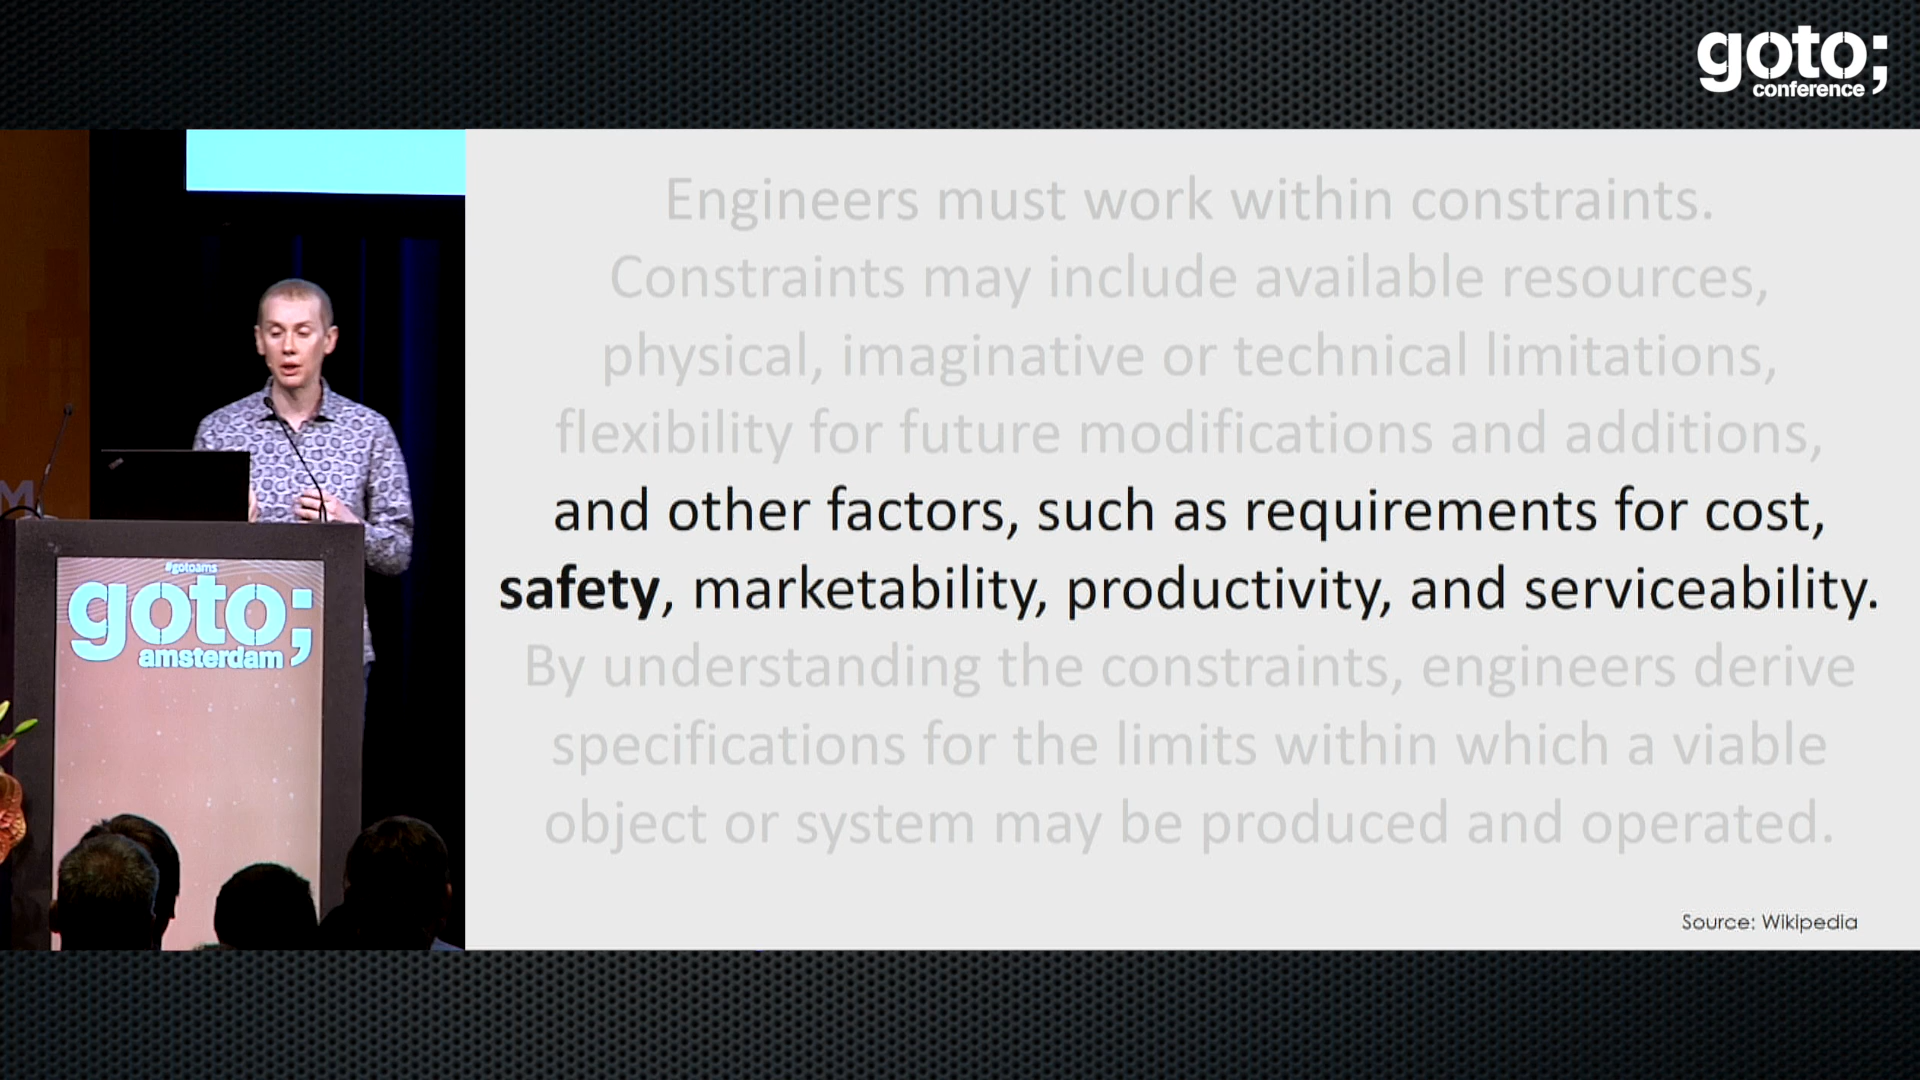 goto;
conference
Engineers must work within constraints.
Constraints may include available resources,
physical, imaginative or technical limitations,
flexibility for future modifications and additions,
and other factors, such as requirements for cost,
safety, marketability, productivity, and serviceability.
By understanding the constraints, engineers derive
specifications for the limits within which a viable
object or system may be produced and operated.
Source: Wikipedia
M
#gotoams
goto;
amsterdam